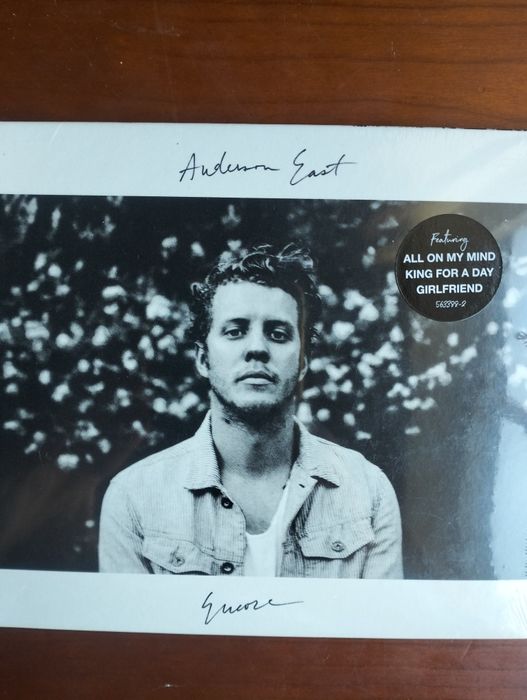 Anderson East
Featuring
ALL ON MY MIND
KING FOR A DAY
GIRLFRIEND
563399-2
Encore